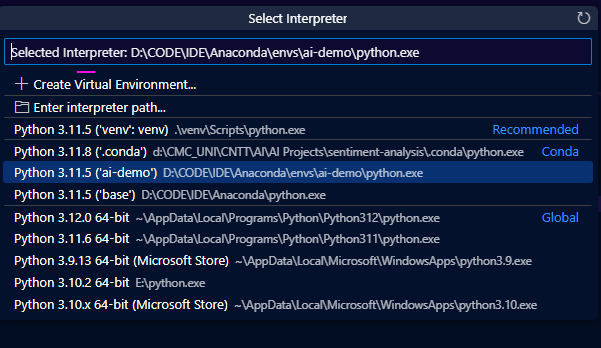 Select Interpreter
Selected Interpreter: D:\CODE\IDE\Anaconda\envs\ai-demo\python.exe
Create Virtual Environment...
Enter interpreter path...
Python 3.11.5 ('venv': venv) .\venv\Scripts\python.exe Recommended
Python 3.11.8 ('.conda') d:\CMC_UNI\CNTT\AI\AI Projects\sentiment-analysis\.conda\python.exe Conda
Python 3.11.5 ('ai-demo') D:\CODE\IDE\Anaconda\envs\ai-demo\python.exe
Python 3.11.5 ('base') D:\CODE\IDE\Anaconda\python.exe
Python 3.12.0 64-bit ~\AppData\Local\Programs\Python\Python312\python.exe Global
Python 3.11.6 64-bit ~\AppData\Local\Programs\Python\Python311\python.exe
Python 3.9.13 64-bit (Microsoft Store) ~\AppData\Local\Microsoft\WindowsApps\python3.9.exe
Python 3.10.2 64-bit E:\python.exe
Python 3.10.x 64-bit (Microsoft Store) ~\AppData\Local\Microsoft\WindowsApps\python3.10.exe